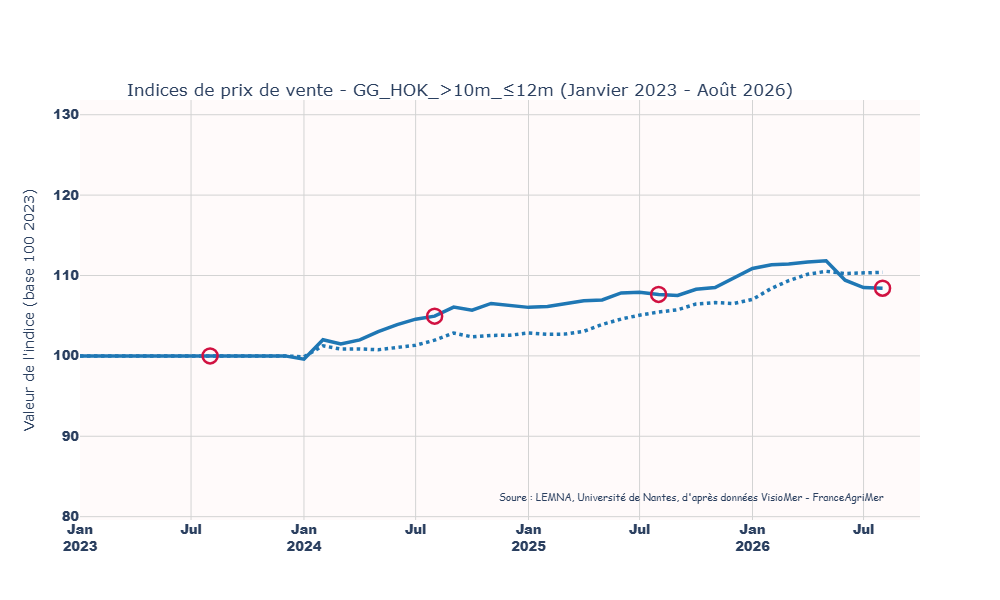 Indices de prix de vente - GG_HOK_>10m_≤12m (Janvier 2023 - Août 2026)
Valeur de l'indice (base 100 2023)
130
120
110
100
90
80
Soure : LEMNA, Université de Nantes, d'après données VisioMer - FranceAgriMer
Jan Jul Jan Jul Jan Jul Jan Jul
2023 2024 2025 2026